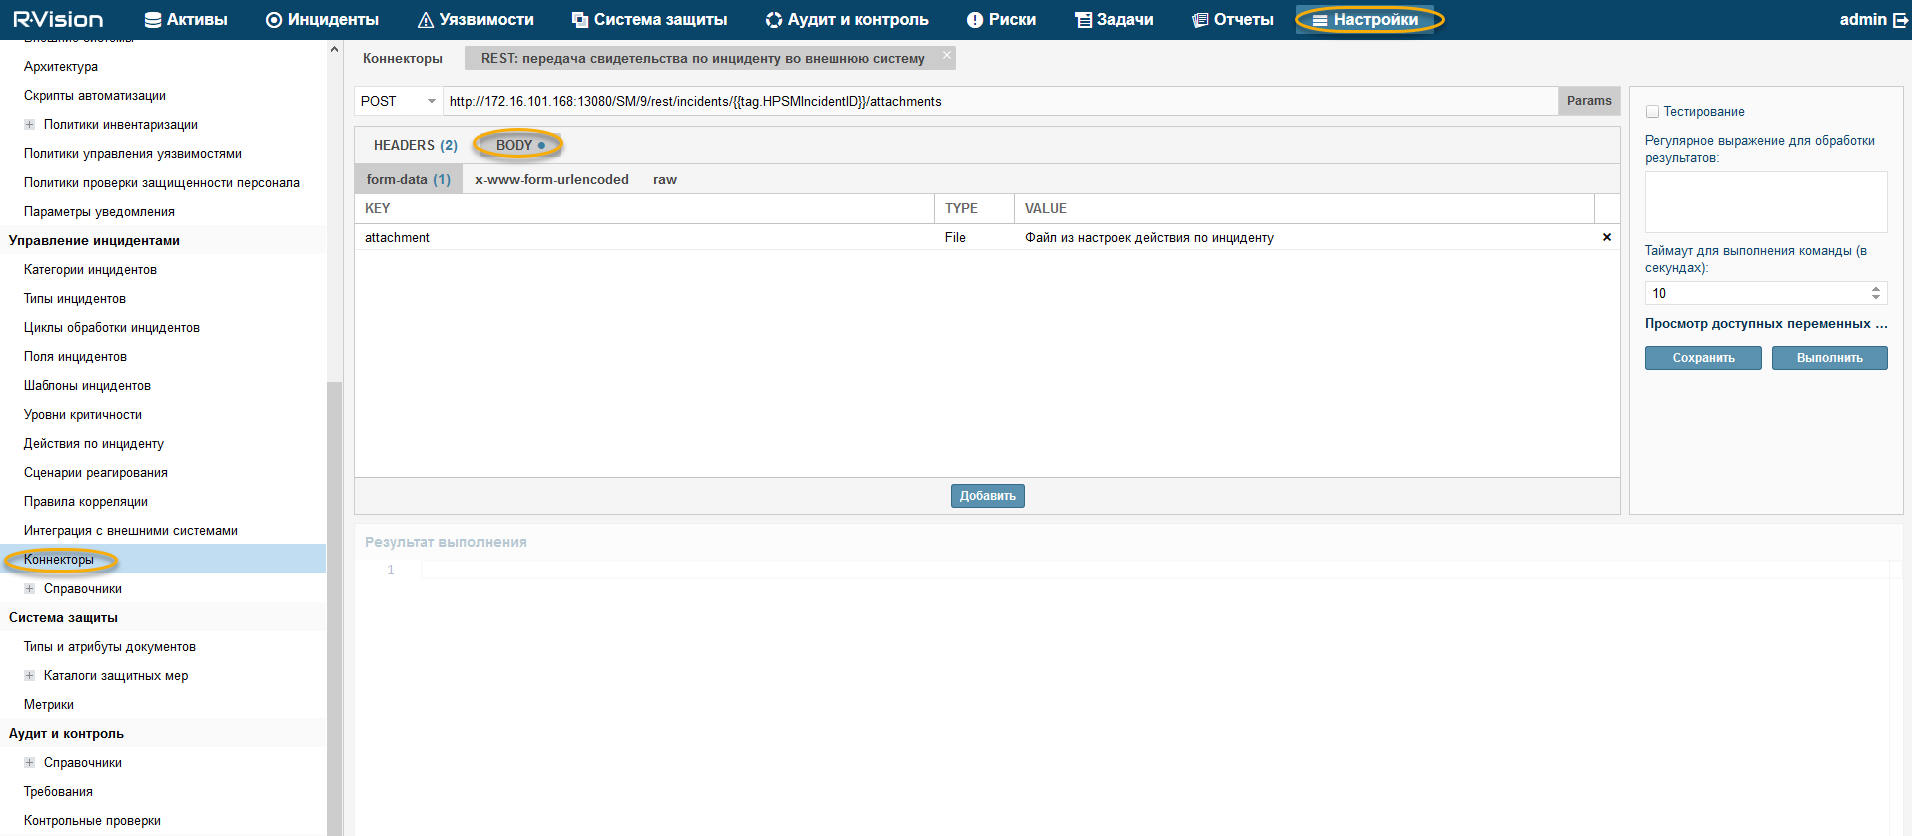 R·Vision
Активы
Инциденты
Уязвимости
Система защиты
Аудит и контроль
Риски
Задачи
Отчеты
Настройки
admin
Внешние системы
Архитектура
Скрипты автоматизации
Политики инвентаризации
Политики управления уязвимостями
Политики проверки защищенности персонала
Параметры уведомления
Управление инцидентами
Категории инцидентов
Типы инцидентов
Циклы обработки инцидентов
Поля инцидентов
Шаблоны инцидентов
Уровни критичности
Действия по инциденту
Сценарии реагирования
Правила корреляции
Интеграция с внешними системами
Коннекторы
Справочники
Система защиты
Типы и атрибуты документов
Каталоги защитных мер
Метрики
Аудит и контроль
Справочники
Требования
Контрольные проверки
Коннекторы
REST: передача свидетельства по инциденту во внешнюю систему
POST
http://172.16.101.168:13080/SM/9/rest/incidents/{{tag.HPSMIncidentID}}/attachments
Params
HEADERS (2)
BODY
form-data (1)
x-www-form-urlencoded
raw
KEY
TYPE
VALUE
attachment
File
Файл из настроек действия по инциденту
Добавить
Тестирование
Регулярное выражение для обработки
результатов:
Таймаут для выполнения команды (в
секундах):
10
Просмотр доступных переменных ...
Сохранить
Выполнить
Результат выполнения
1